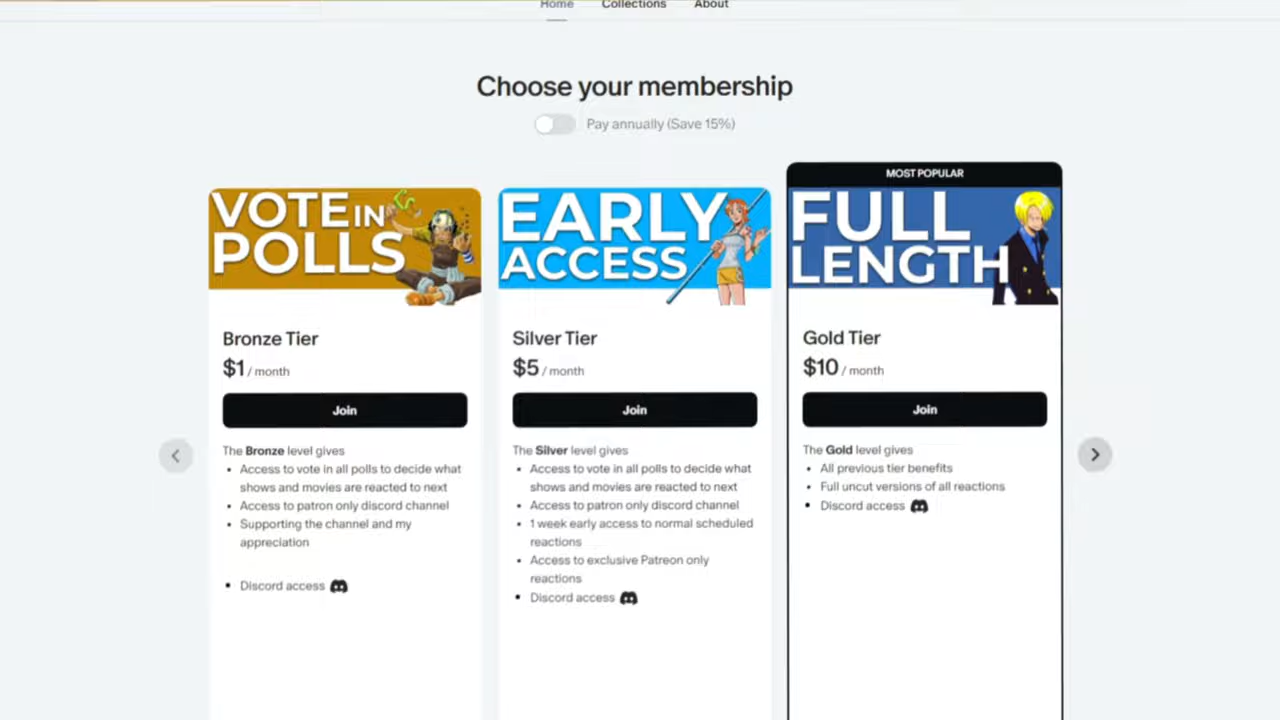 Home Collections About
Choose your membership
Pay annually (Save 15%)
VOTE IN
POLLS
Bronze Tier
$1 / month
Join
The Bronze level gives
• Access to vote in all polls to decide what
shows and movies are reacted to next
• Access to patron only discord channel
• Supporting the channel and my
appreciation
• Discord access
EARLY
ACCESS
Silver Tier
$5 / month
Join
The Silver level gives
• Access to vote in all polls to decide what
shows and movies are reacted to next
• Access to patron only discord channel
• 1 week early access to normal scheduled
reactions
• Access to exclusive Patreon only
reactions
• Discord access
MOST POPULAR
FULL
LENGTH
Gold Tier
$10 / month
Join
The Gold level gives
• All previous tier benefits
• Full uncut versions of all reactions
• Discord access